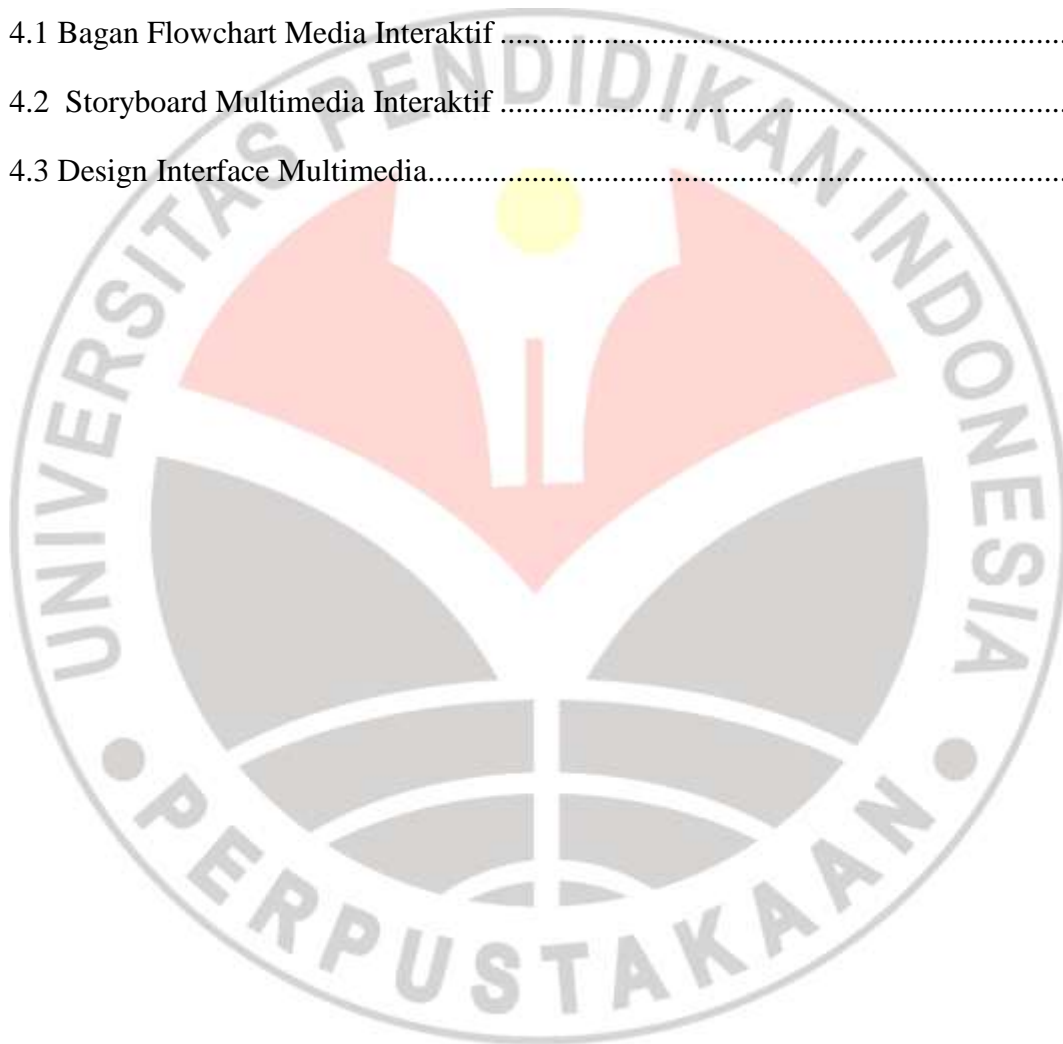 4.1 Bagan Flowchart Media Interaktif ............................................................
4.2  Storyboard Multimedia Interaktif ............................................................
4.3 Design Interface Multimedia....................................................................
UNIVERSITAS PENDIDIKAN INDONESIA
PERPUSTAKAAN